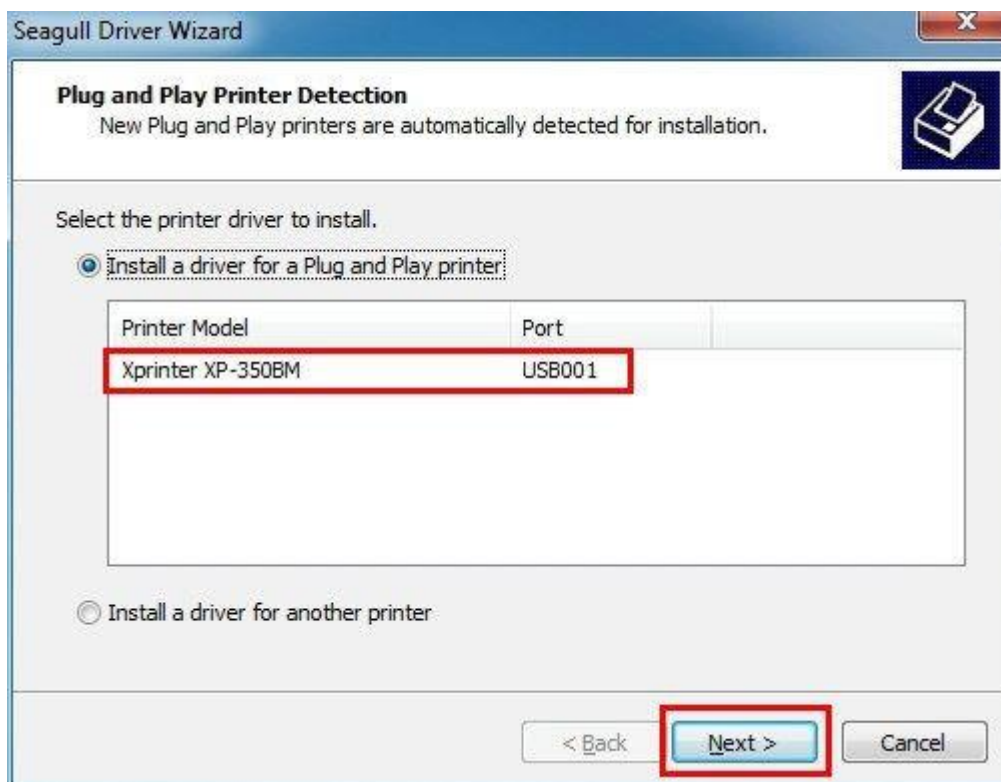 Seagull Driver Wizard
Plug and Play Printer Detection
New Plug and Play printers are automatically detected for installation.
Select the printer driver to install.
Install a driver for a Plug and Play printer
Printer Model Port
Xprinter XP-350BM USB001
Install a driver for another printer
< Back Next > Cancel